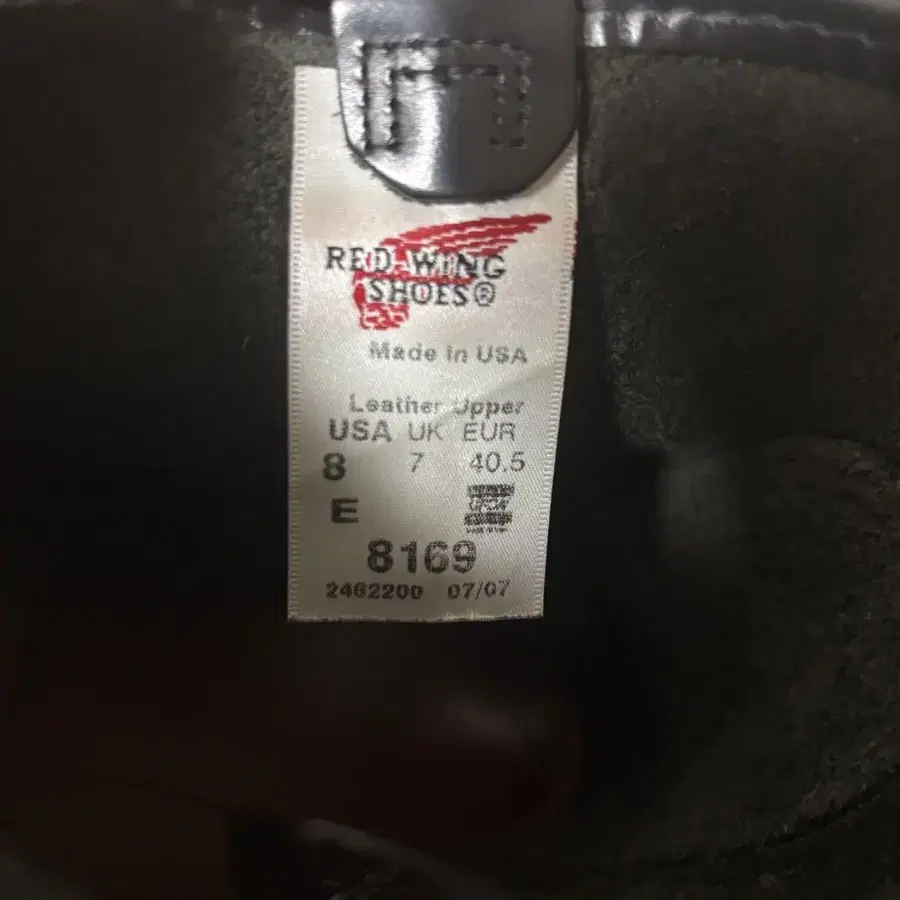 RED WING
SHOES®
Made in USA
Leather Upper
USA UK EUR
8 7 40.5
E
8169
2462200 07/07